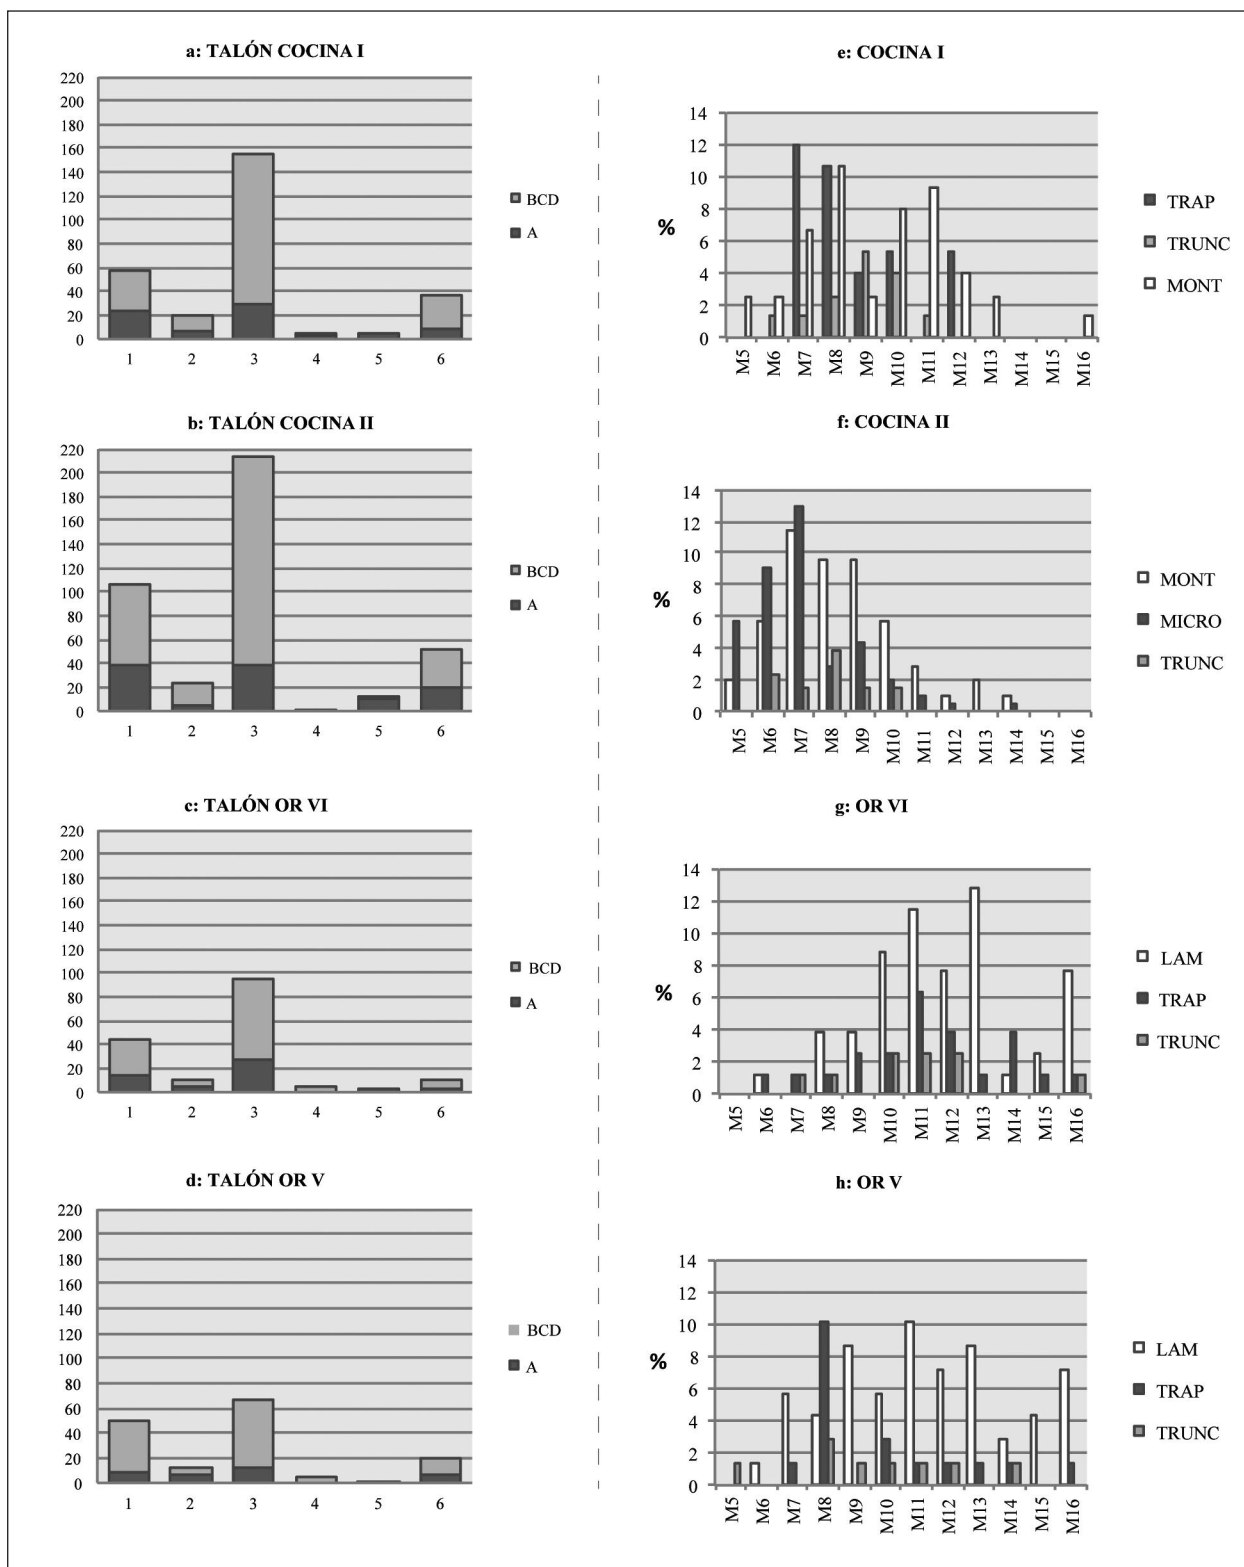 a: TALÓN COCINA I
220
200
180
160
140
120
100
80
60
40
20
0
1 2 3 4 5 6
BCD
A
b: TALÓN COCINA II
220
200
180
160
140
120
100
80
60
40
20
0
1 2 3 4 5 6
BCD
A
c: TALÓN OR VI
220
200
180
160
140
120
100
80
60
40
20
0
1 2 3 4 5 6
BCD
A
d: TALÓN OR V
220
200
180
160
140
120
100
80
60
40
20
0
1 2 3 4 5 6
BCD
A
e: COCINA I
14
12
10
8
6
4
2
0
%
M5 M6 M7 M8 M9 M10 M11 M12 M13 M14 M15 M16
TRAP
TRUNC
MONT
f: COCINA II
14
12
10
8
6
4
2
0
%
M5 M6 M7 M8 M9 M10 M11 M12 M13 M14 M15 M16
MONT
MICRO
TRUNC
g: OR VI
14
12
10
8
6
4
2
0
%
M5 M6 M7 M8 M9 M10 M11 M12 M13 M14 M15 M16
LAM
TRAP
TRUNC
h: OR V
14
12
10
8
6
4
2
0
%
M5 M6 M7 M8 M9 M10 M11 M12 M13 M14 M15 M16
LAM
TRAP
TRUNC